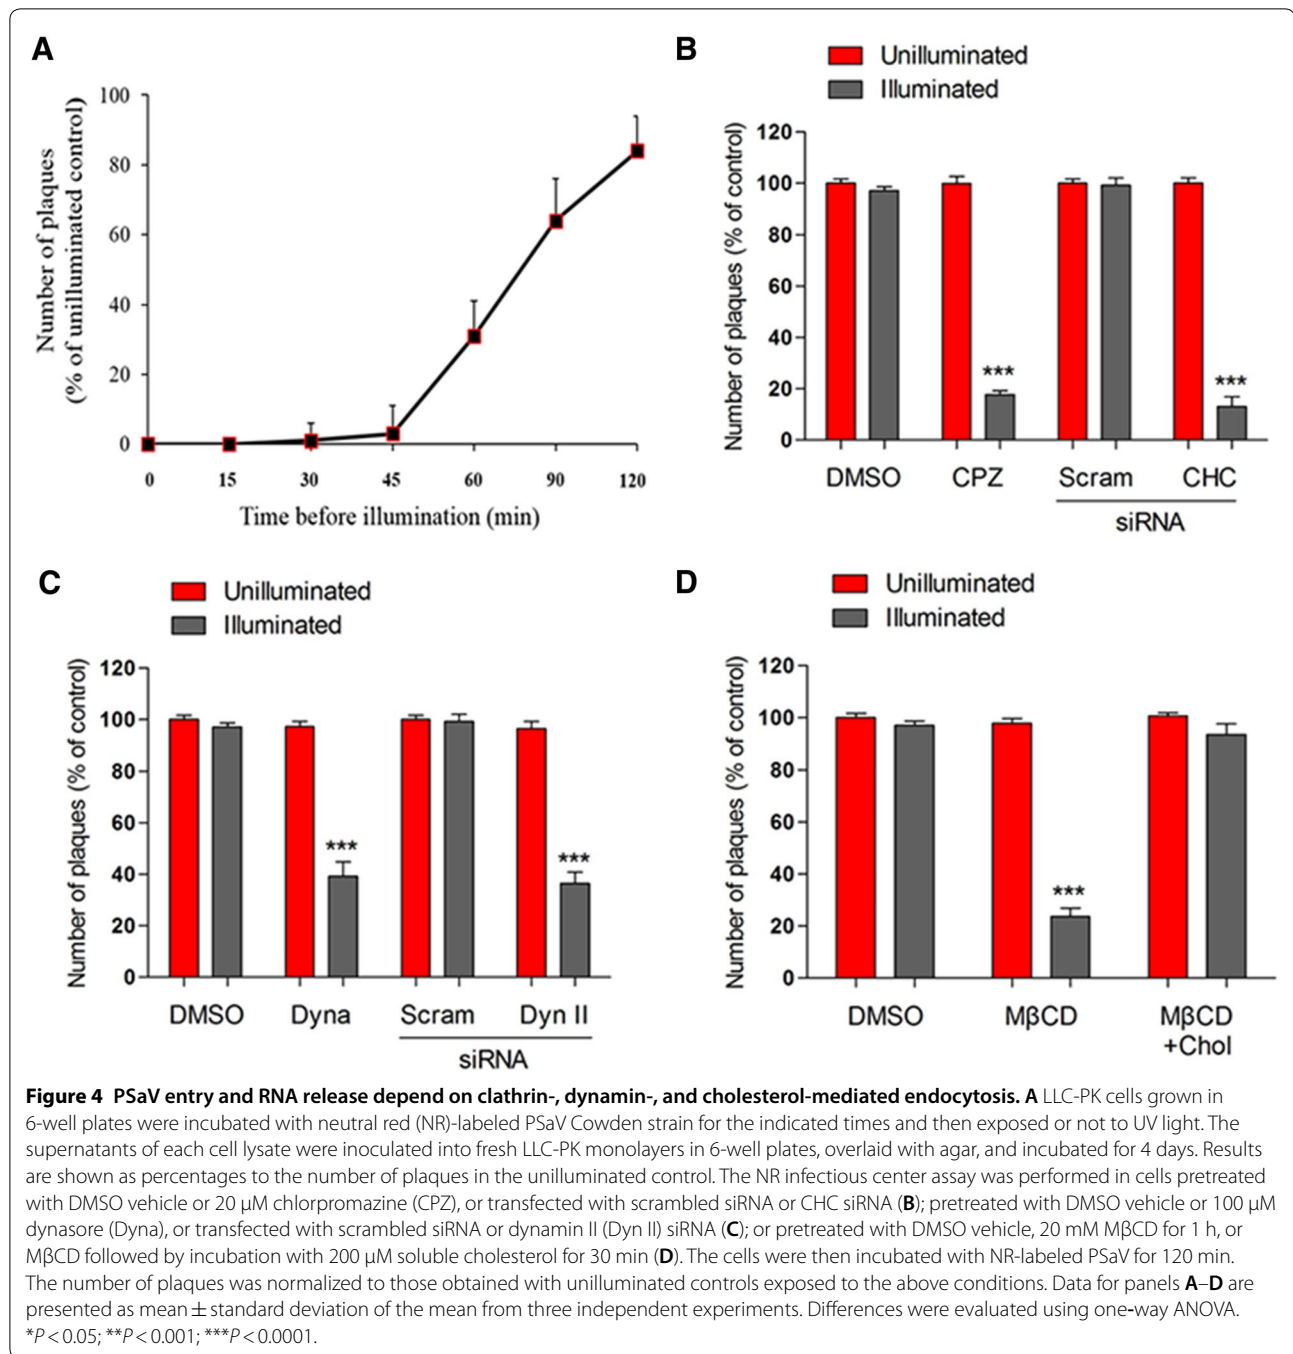 A
Number of plaques
(% of unilluminated control)
100
80
60
40
20
0
0 15 30 45 60 90 120
Time before illumination (min)
B
Unilluminated
Illuminated
Number of plaques (% of control)
120
100
80
60
40
20
0
***
***
DMSO CPZ Scram CHC
siRNA
C
Unilluminated
Illuminated
Number of plaques (% of control)
120
100
80
60
40
20
0
***
***
DMSO Dyna Scram Dyn II
siRNA
D
Unilluminated
Illuminated
Number of plaques (% of control)
120
100
80
60
40
20
0
***
DMSO MβCD MβCD
+Chol
Figure 4 PSaV entry and RNA release depend on clathrin-, dynamin-, and cholesterol-mediated endocytosis. A LLC-PK cells grown in
6-well plates were incubated with neutral red (NR)-labeled PSaV Cowden strain for the indicated times and then exposed or not to UV light. The
supernatants of each cell lysate were inoculated into fresh LLC-PK monolayers in 6-well plates, overlaid with agar, and incubated for 4 days. Results
are shown as percentages to the number of plaques in the unilluminated control. The NR infectious center assay was performed in cells pretreated
with DMSO vehicle or 20 μM chlorpromazine (CPZ), or transfected with scrambled siRNA or CHC siRNA (B); pretreated with DMSO vehicle or 100 μM
dynasore (Dyna), or transfected with scrambled siRNA or dynamin II (Dyn II) siRNA (C); or pretreated with DMSO vehicle, 20 mM MβCD for 1 h, or
MβCD followed by incubation with 200 μM soluble cholesterol for 30 min (D). The cells were then incubated with NR-labeled PSaV for 120 min.
The number of plaques was normalized to those obtained with unilluminated controls exposed to the above conditions. Data for panels A–D are
presented as mean ± standard deviation of the mean from three independent experiments. Differences were evaluated using one-way ANOVA.
*P < 0.05; **P < 0.001; ***P < 0.0001.